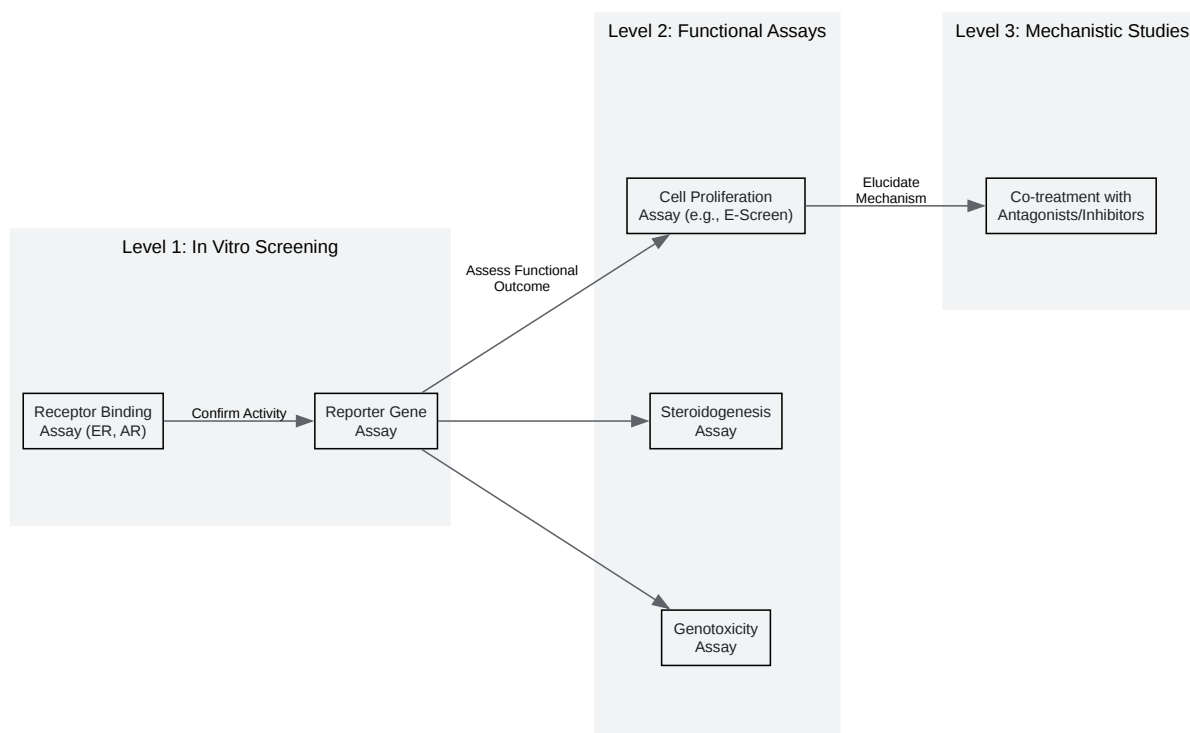 Level 1: In Vitro Screening
Receptor Binding
Assay (ER, AR)
Confirm Activity
Reporter Gene
Assay
Assess Functional
Outcome
Level 2: Functional Assays
Cell Proliferation
Assay (e.g., E-Screen)
Steroidogenesis
Assay
Genotoxicity
Assay
Elucidate
Mechanism
Level 3: Mechanistic Studies
Co-treatment with
Antagonists/Inhibitors